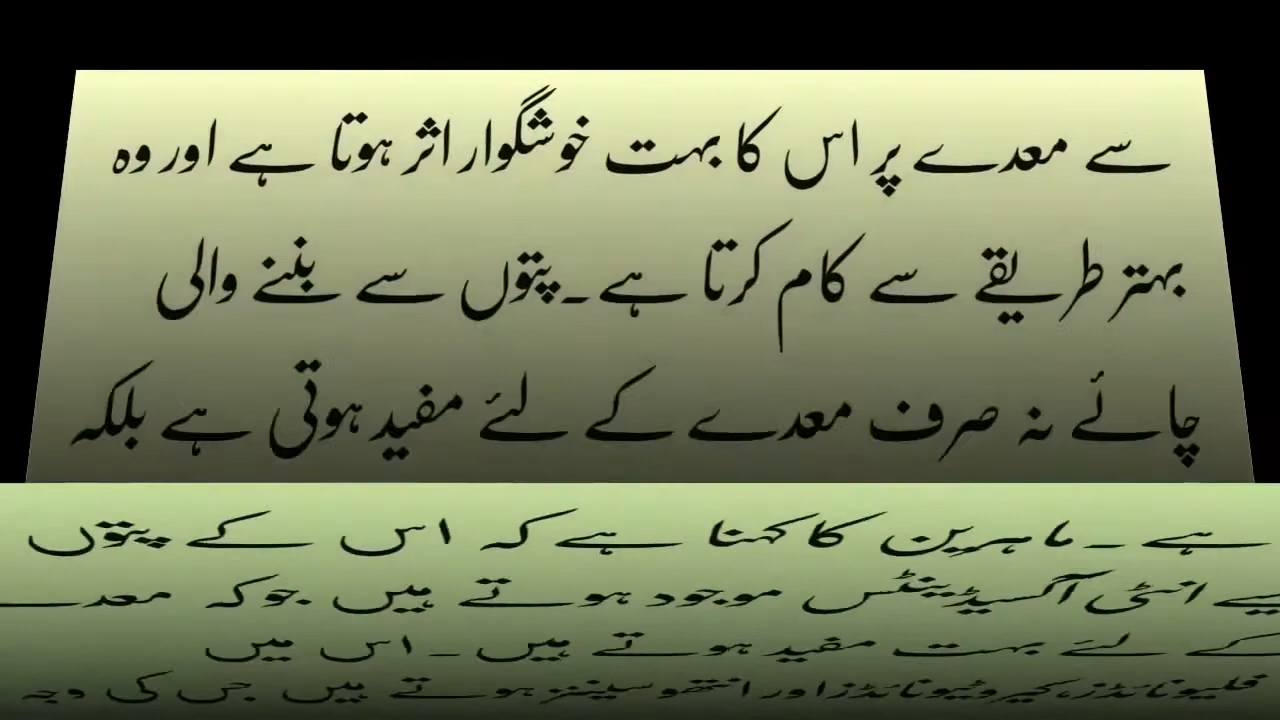 سے معدے پر اس کا بہت خوشگوار اثر ہوتا ہے اور وہ
بہتر طریقے سے کام کرتا ہے۔ پتوں سے بننے والی
چائے نہ صرف معدے کے لئے مفید ہوتی ہے بلکہ
ہے۔ ماہرین کا کہنا ہے کہ اس کے پتوں
سے انٹی آکسیڈینٹس موجود ہوتے ہیں جو کہ معدے
کے لئے بہت مفید ہوتے ہیں۔ اس میں
فلیونائڈز، کیروٹیونائڈز اور انتھوسینز ہوتے ہیں جس کی وجہ